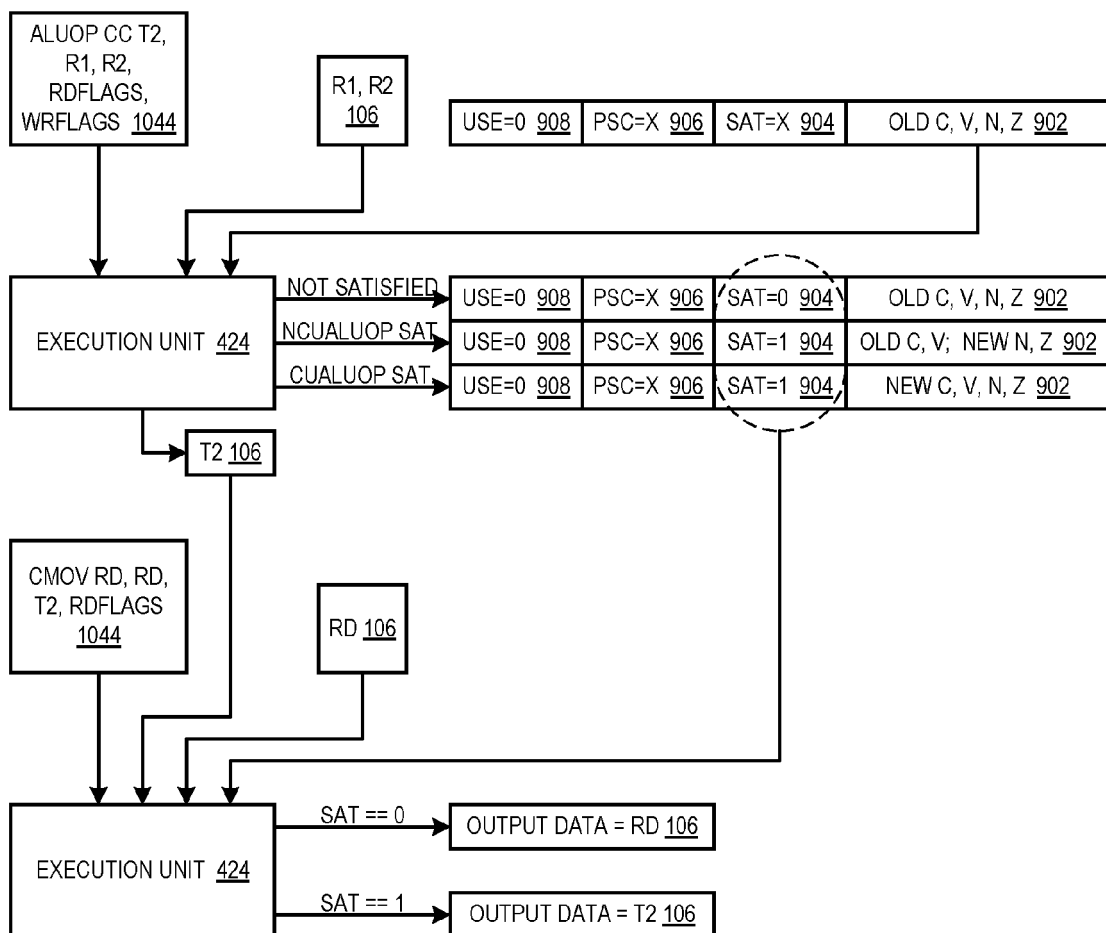 ALUOP CC T2,
R1, R2,
RDFLAGS,
WRFLAGS 1044
R1, R2
106
USE=0 908 PSC=X 906 SAT=X 904 OLD C, V, N, Z 902
EXECUTION UNIT 424
NOT SATISFIED
USE=0 908 PSC=X 906 SAT=0 904 OLD C, V, N, Z 902
NCUALUOP SAT
USE=0 908 PSC=X 906 SAT=1 904 OLD C, V; NEW N, Z 902
CUALUOP SAT
USE=0 908 PSC=X 906 SAT=1 904 NEW C, V, N, Z 902
T2 106
CMOV RD, RD,
T2, RDFLAGS
1044
RD 106
EXECUTION UNIT 424
SAT == 0
OUTPUT DATA = RD 106
SAT == 1
OUTPUT DATA = T2 106